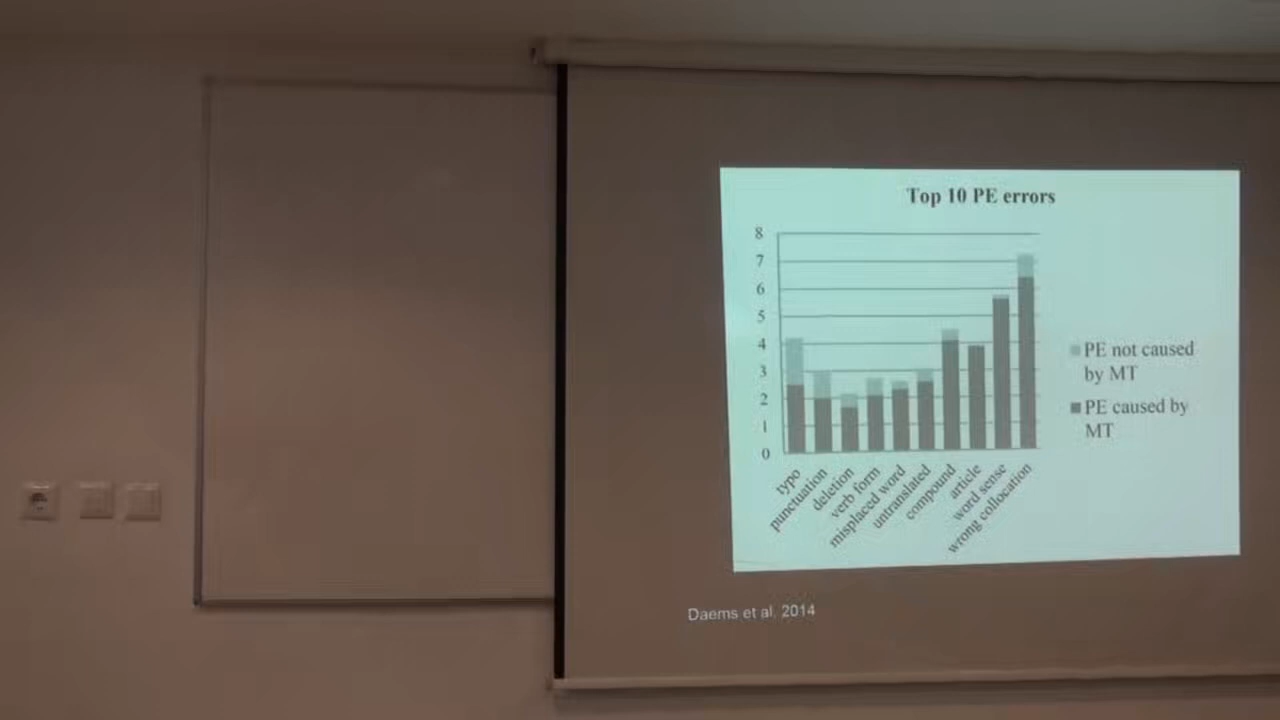 Top 10 PE errors
8
7
6
5
4
3
2
1
0
typo
punctuation
deletion
verb form
misplaced word
untranslated
compound
article
word sense
wrong collocation
PE not caused
by MT
PE caused by
MT
Daems et al. 2014